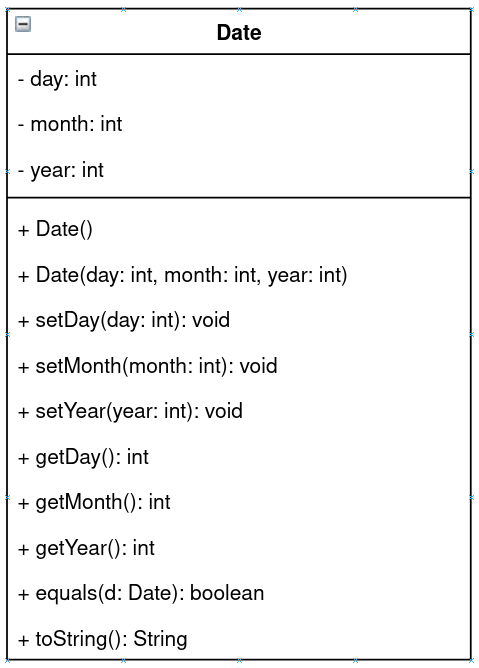 Date
- day: int
- month: int
- year: int
+ Date()
+ Date(day: int, month: int, year: int)
+ setDay(day: int): void
+ setMonth(month: int): void
+ setYear(year: int): void
+ getDay(): int
+ getMonth(): int
+ getYear(): int
+ equals(d: Date): boolean
+ toString(): String